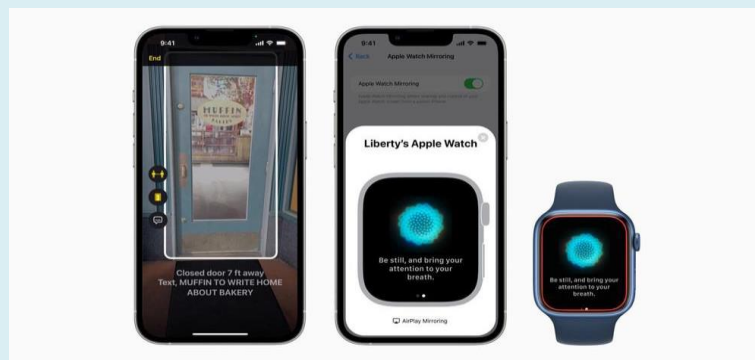 9:41
End
MUFFIN
BAKERY
Closed door 7 ft away
Text, MUFFIN TO WRITE HOME
ABOUT BAKERY
9:41
Back
Apple Watch Mirroring
Apple Watch Mirroring
Liberty's Apple Watch
Be still, and bring your
attention to your
breath.
AirPlay Mirroring
Be still, and bring your
attention to your
breath.